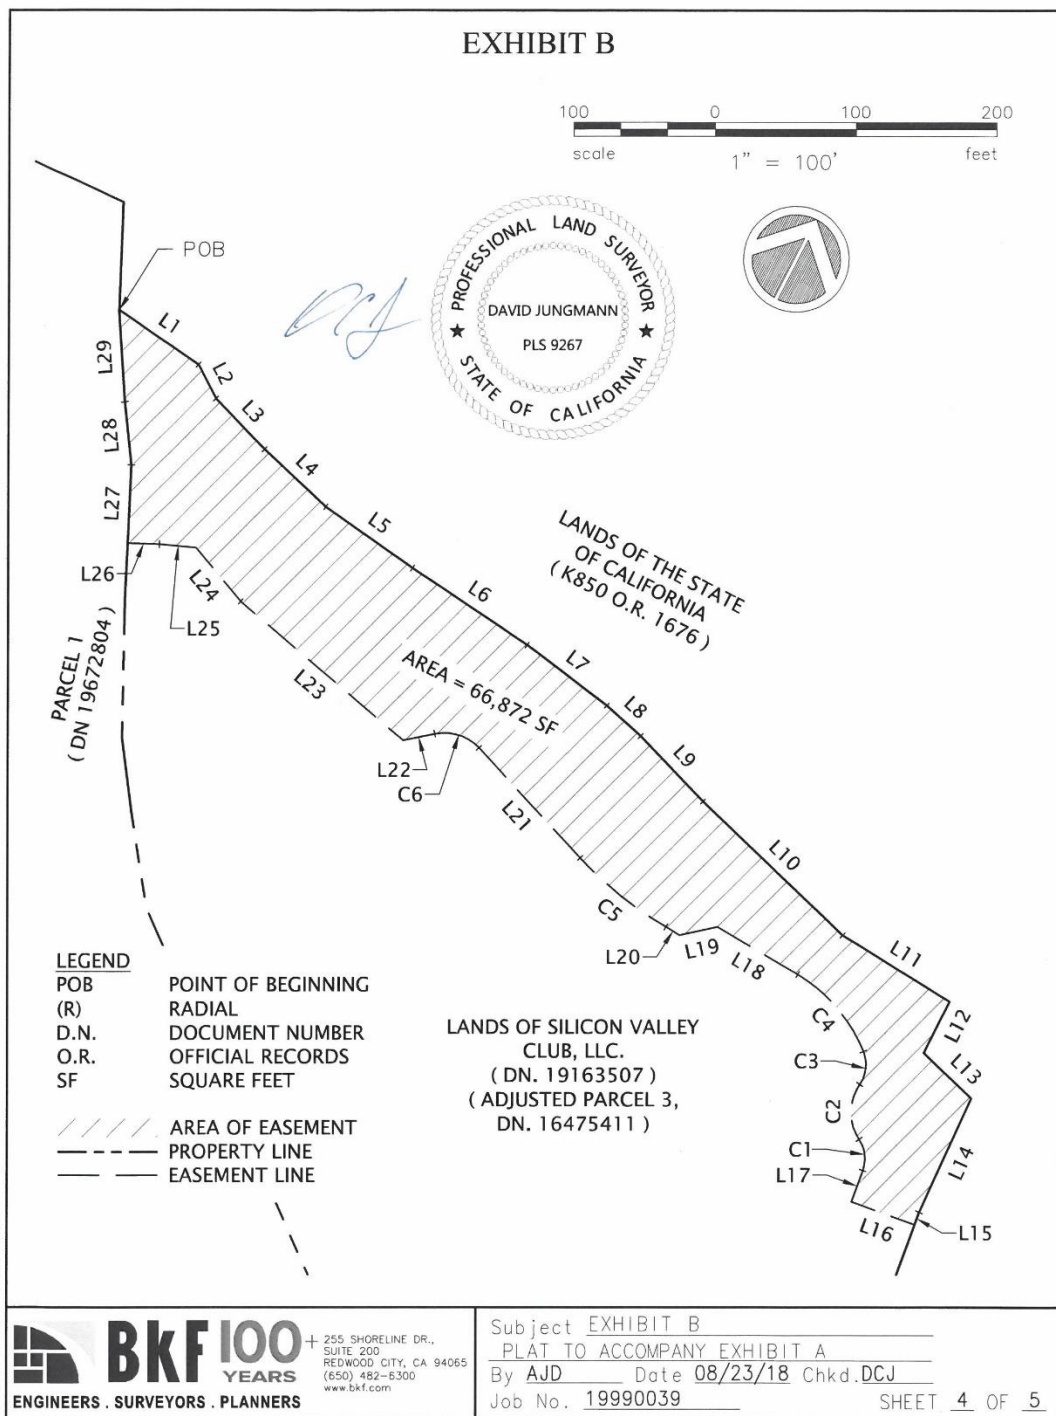 EXHIBIT B
100 0 100 200
scale 1" = 100' feet
POB
PROFESSIONAL LAND SURVEYOR
DAVID JUNGMANN
PLS 9267
STATE OF CALIFORNIA
L1
L29
L2
L3
L28
L4
L27
L5
L26
L24
L25
L6
LANDS OF THE STATE
OF CALIFORNIA
( K850 O.R. 1676 )
PARCEL 1
( DN 19672804 )
L23
AREA = 66,872 SF
L7
L8
L9
L22
C6
L21
L10
C5
L20
L19
L18
L11
LEGEND
POB POINT OF BEGINNING
(R) RADIAL
D.N. DOCUMENT NUMBER
O.R. OFFICIAL RECORDS
SF SQUARE FEET
AREA OF EASEMENT
PROPERTY LINE
EASEMENT LINE
LANDS OF SILICON VALLEY
CLUB, LLC.
( DN. 19163507 )
( ADJUSTED PARCEL 3,
DN. 16475411 )
C4
L12
C3
L13
C2
C1
L17
L14
L16
L15
BKF 100+ YEARS
ENGINEERS . SURVEYORS . PLANNERS
255 SHORELINE DR.,
SUITE 200
REDWOOD CITY, CA 94065
(650) 482-6300
www.bkf.com
Subject EXHIBIT B
PLAT TO ACCOMPANY EXHIBIT A
By AJD Date 08/23/18 Chkd.DCJ
Job No. 19990039 SHEET 4 OF 5